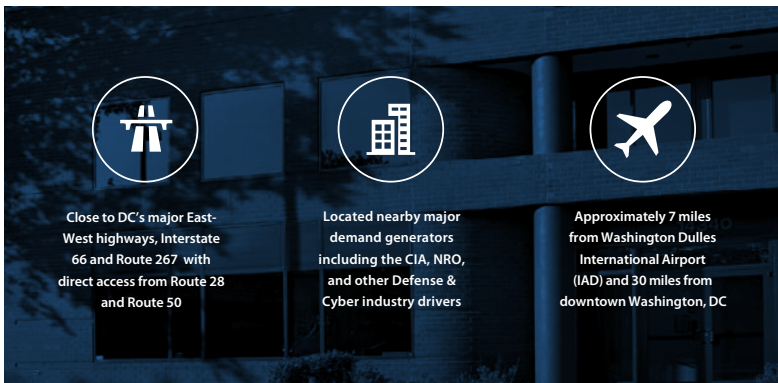 Close to DC's major East-
West highways, Interstate
66 and Route 267 with
direct access from Route 28
and Route 50
Located nearby major
demand generators
including the CIA, NRO,
and other Defense &
Cyber industry drivers
Approximately 7 miles
from Washington Dulles
International Airport
(IAD) and 30 miles from
downtown Washington, DC